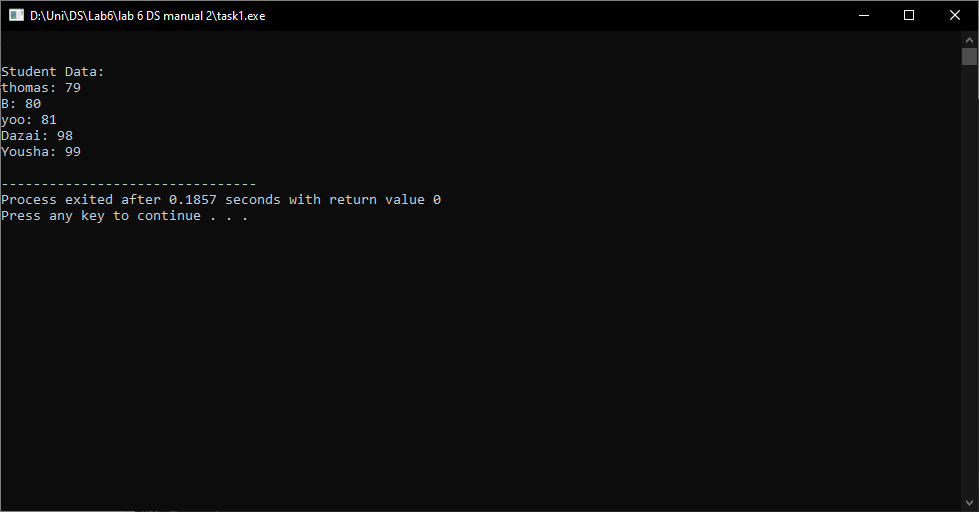 D:\Uni\DS\Lab6\lab 6 DS manual 2\task1.exe
Student Data:
thomas: 79
B: 80
yoo: 81
Dazai: 98
Yousha: 99
--------------------------------
Process exited after 0.1857 seconds with return value 0
Press any key to continue . . .